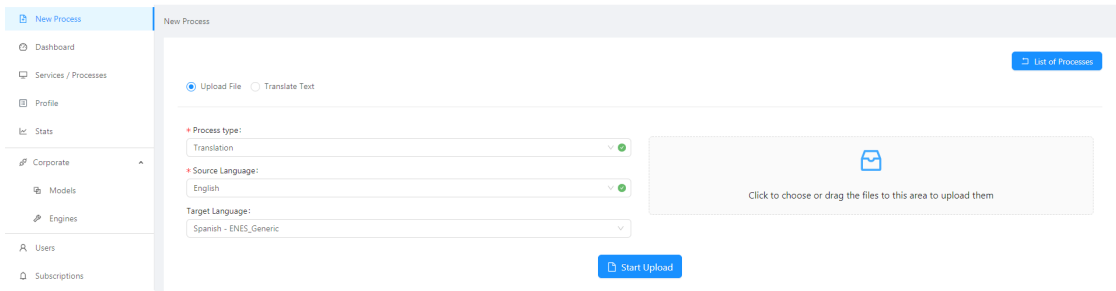 New Process
Dashboard
Services / Processes
Profile
Stats
Corporate
Models
Engines
Users
Subscriptions
New Process
List of Processes
Upload File
Translate Text
* Process type:
Translation
* Source Language:
English
Target Language:
Spanish - ENES_Generic
Click to choose or drag the files to this area to upload them
Start Upload